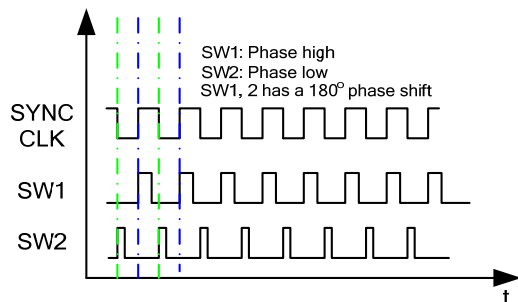 SW1: Phase high
SW2: Phase low
SW1, 2 has a 180° phase shift
SYNC
CLK
SW1
SW2
t